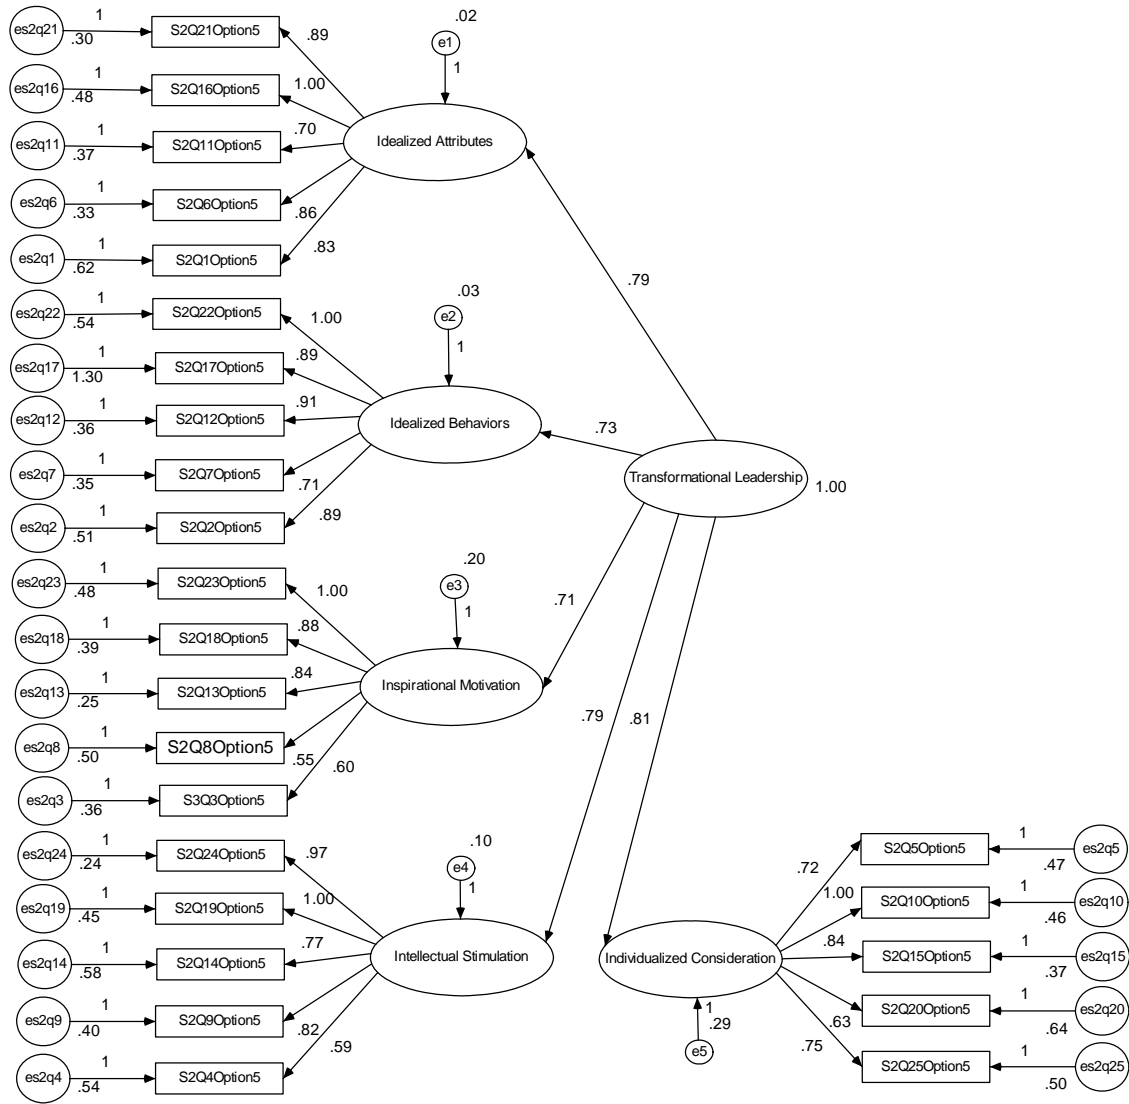 es2q21
1
.30
S2Q21Option5
.89
es2q16
1
.48
S2Q16Option5
1.00
es2q11
1
.37
S2Q11Option5
.70
es2q6
1
.33
S2Q6Option5
.86
es2q1
1
.62
S2Q1Option5
.83
.02
e1
1
Idealized Attributes
.79
es2q22
1
.54
S2Q22Option5
1.00
es2q17
1
1.30
S2Q17Option5
.89
es2q12
1
.36
S2Q12Option5
.91
es2q7
1
.35
S2Q7Option5
.71
es2q2
1
.51
S2Q2Option5
.89
.03
e2
1
Idealized Behaviors
.73
Transformational Leadership
1.00
es2q23
1
.48
S2Q23Option5
1.00
es2q18
1
.39
S2Q18Option5
.88
es2q13
1
.25
S2Q13Option5
.84
es2q8
1
.50
S2Q8Option5
.55
es2q3
1
.36
S3Q3Option5
.60
.20
e3
1
Inspirational Motivation
.71
es2q24
1
.24
S2Q24Option5
.97
es2q19
1
.45
S2Q19Option5
1.00
es2q14
1
.58
S2Q14Option5
.77
es2q9
1
.40
S2Q9Option5
.82
es2q4
1
.54
S2Q4Option5
.59
.10
e4
1
Intellectual Stimulation
.79
.81
Individualized Consideration
1
.29
e5
.72
S2Q5Option5
1
.47
es2q5
1.00
S2Q10Option5
1
.46
es2q10
.84
S2Q15Option5
1
.37
es2q15
.63
S2Q20Option5
1
.64
es2q20
.75
S2Q25Option5
1
.50
es2q25